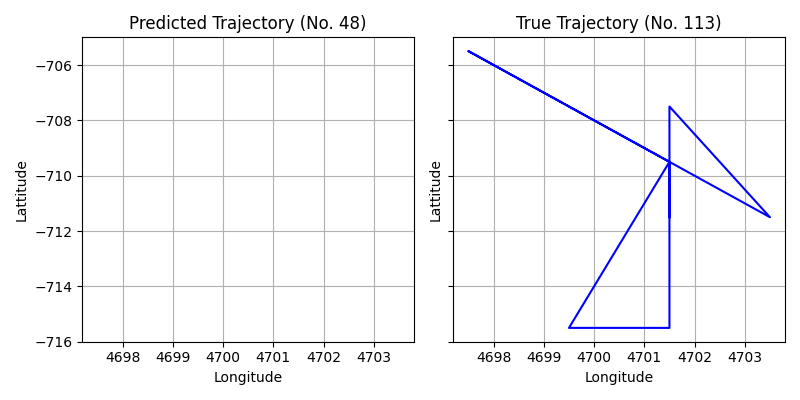 Predicted Trajectory (No. 48)
True Trajectory (No. 113)
−706
−708
−710
−712
−714
−716
Lattitude
Lattitude
4698 4699 4700 4701 4702 4703
4698 4699 4700 4701 4702 4703
Longitude
Longitude